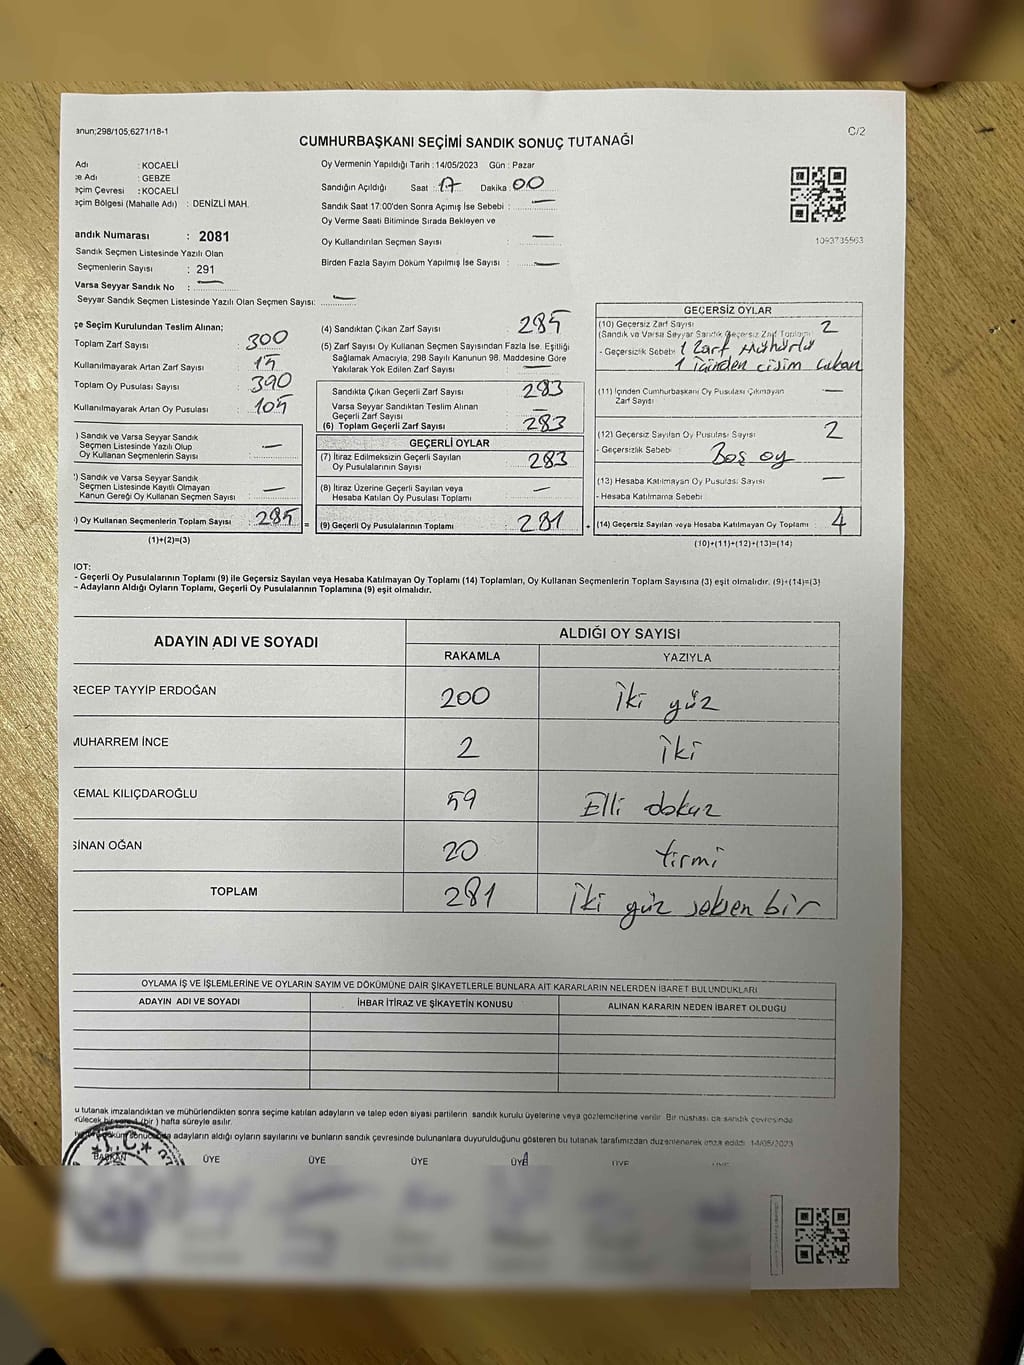 anun;298/105,6271/18-1
C/2
CUMHURBAŞKANI SEÇİMİ SANDIK SONUÇ TUTANAĞI
Adı : KOCAELİ
çe Adı : GEBZE
eçim Çevresi : KOCAELİ
eçim Bölgesi (Mahalle Adı) : DENİZLİ MAH.
andık Numarası : 2081
Sandık Seçmen Listesinde Yazılı Olan
Seçmenlerin Sayısı : 291
Varsa Seyyar Sandık No : —
Seyyar Sandık Seçmen Listesinde Yazılı Olan Seçmen Sayısı: —
Oy Vermenin Yapıldığı Tarih : 14/05/2023 Gün : Pazar
Sandığın Açıldığı Saat : 17 Dakika : 00
Sandık Saat 17:00'den Sonra Açımış İse Sebebi : —
Oy Verme Saati Bitiminde Sırada Bekleyen ve
Oy Kullandırılan Seçmen Sayısı : —
Birden Fazla Sayım Döküm Yapılmış İse Sayısı : —
1093735563
çe Seçim Kurulundan Teslim Alınan;
Toplam Zarf Sayısı : 300
Kullanılmayarak Artan Zarf Sayısı : 15
Toplam Oy Pusulası Sayısı : 390
Kullanılmayarak Artan Oy Pusulası : 105
) Sandık ve Varsa Seyyar Sandık
Seçmen Listesinde Yazılı Olup
Oy Kullanan Seçmenlerin Sayısı : —
') Sandık ve Varsa Seyyar Sandık
Seçmen Listesinde Kayıtlı Olmayan
Kanun Gereği Oy Kullanan Seçmen Sayısı : —
) Oy Kullanan Seçmenlerin Toplam Sayısı : 285 =
(1)+(2)=(3)
(4) Sandıktan Çıkan Zarf Sayısı : 285
(5) Zarf Sayısı Oy Kullanan Seçmen Sayısından Fazla İse, Eşitliği
Sağlamak Amacıyla, 298 Sayılı Kanunun 98. Maddesine Göre
Yakılarak Yok Edilen Zarf Sayısı : —
Sandıkta Çıkan Geçerli Zarf Sayısı : 283
Varsa Seyyar Sandıktan Teslim Alınan
Geçerli Zarf Sayısı : —
(6) Toplam Geçerli Zarf Sayısı : 283
GEÇERLİ OYLAR
(7) İtiraz Edilmeksizin Geçerli Sayılan
Oy Pusulalarının Sayısı : 283
(8) İtiraz Üzerine Geçerli Sayılan veya
Hesaba Katılan Oy Pusulası Toplamı : —
(9) Geçerli Oy Pusulalarının Toplamı : 281 +
GEÇERSİZ OYLAR
(10) Geçersiz Zarf Sayısı 2
(Sandık ve Varsa Seyyar Sandık Geçersiz Zarf Toplamı)
- Geçersizlik Sebebi: 1 Zarf mühürlü
1 içinden cisim çıkan
(11) İçinden Cumhurbaşkanı Oy Pusulası Çıkmayan
Zarf Sayısı —
(12) Geçersiz Sayılan Oy Pusulası Sayısı : 2
- Geçersizlik Sebebi : Boş oy
(13) Hesaba Katılmayan Oy Pusulası Sayısı : —
- Hesaba Katılmama Sebebi
(14) Geçersiz Sayılan veya Hesaba Katılmayan Oy Toplamı : 4
(10)+(11)+(12)+(13)=(14)
IOT:
- Geçerli Oy Pusulalarının Toplamı (9) ile Geçersiz Sayılan veya Hesaba Katılmayan Oy Toplamı (14) Toplamları, Oy Kullanan Seçmenlerin Toplam Sayısına (3) eşit olmalıdır. (9)+(14)=(3)
- Adayların Aldığı Oyların Toplamı, Geçerli Oy Pusulalarının Toplamına (9) eşit olmalıdır.
ADAYIN ADI VE SOYADI ALDIĞI OY SAYISI
RAKAMLA YAZIYLA
RECEP TAYYİP ERDOĞAN 200 İki yüz
MUHARREM İNCE 2 İki
KEMAL KILIÇDAROĞLU 59 Elli dokuz
SİNAN OĞAN 20 Yirmi
TOPLAM 281 İki yüz seksen bir
OYLAMA İŞ VE İŞLEMLERİNE VE OYLARIN SAYIM VE DÖKÜMÜNE DAİR ŞİKAYETLERLE BUNLARA AİT KARARLARIN NELERDEN İBARET BULUNDUKLARI
ADAYIN ADI VE SOYADI İHBAR İTİRAZ VE ŞİKAYETİN KONUSU ALINAN KARARIN NEDEN İBARET OLDUĞU
u tutanak imzalandıktan ve mühürlendikten sonra seçime katılan adayların ve talep eden siyasi partilerin sandık kurulu üyelerine veya gözlemcilerine verilir. Bir nüshası da sandık çevresinde
(bir ) hafta süreyle asılır.
adayların aldığı oyların sayılarını ve bunların sandık çevresinde bulunanlara duyurulduğunu gösteren bu tutanak tarafımızdan düzenlenerek imza edildi. 14/05/2023
BAŞKAN ÜYE ÜYE ÜYE ÜYE ÜYE ÜYE
T.C.